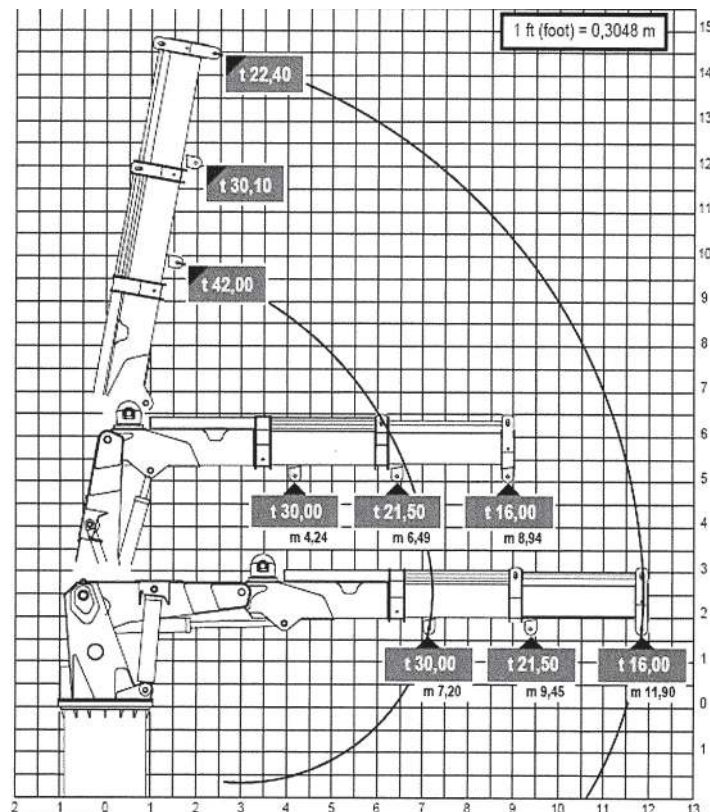 1 ft (foot) = 0,3048 m
15
14
t 22,40
13
12
t 30,10
11
10
t 42,00
9
8
7
6
5
t 30,00
t 21,50
t 16,00
m 4,24
m 6,49
m 8,94
4
3
2
t 30,00
t 21,50
t 16,00
m 7,20
m 9,45
m 11,90
1
0
1
2 1 0 1 2 3 4 5 6 7 8 9 10 11 12 13